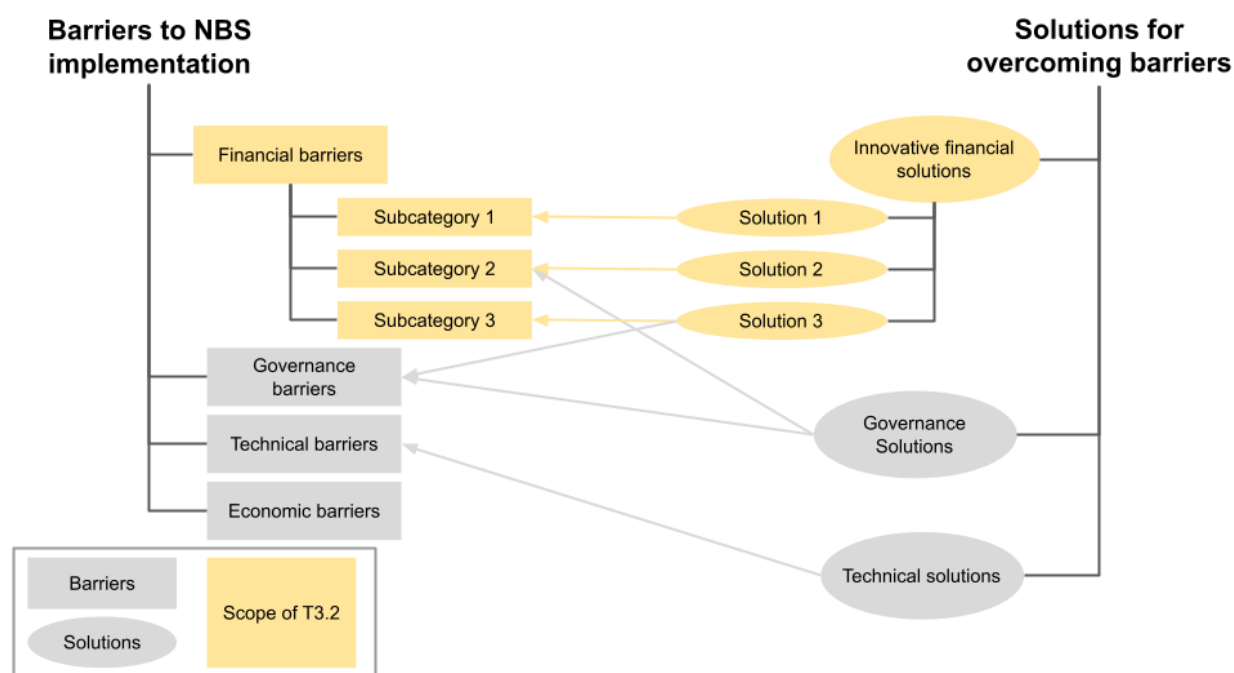 Barriers to NBS
implementation
Solutions for
overcoming barriers
Financial barriers
Innovative financial
solutions
Subcategory 1
Solution 1
Subcategory 2
Solution 2
Subcategory 3
Solution 3
Governance
barriers
Governance
Solutions
Technical barriers
Economic barriers
Technical solutions
Barriers
Scope of T3.2
Solutions